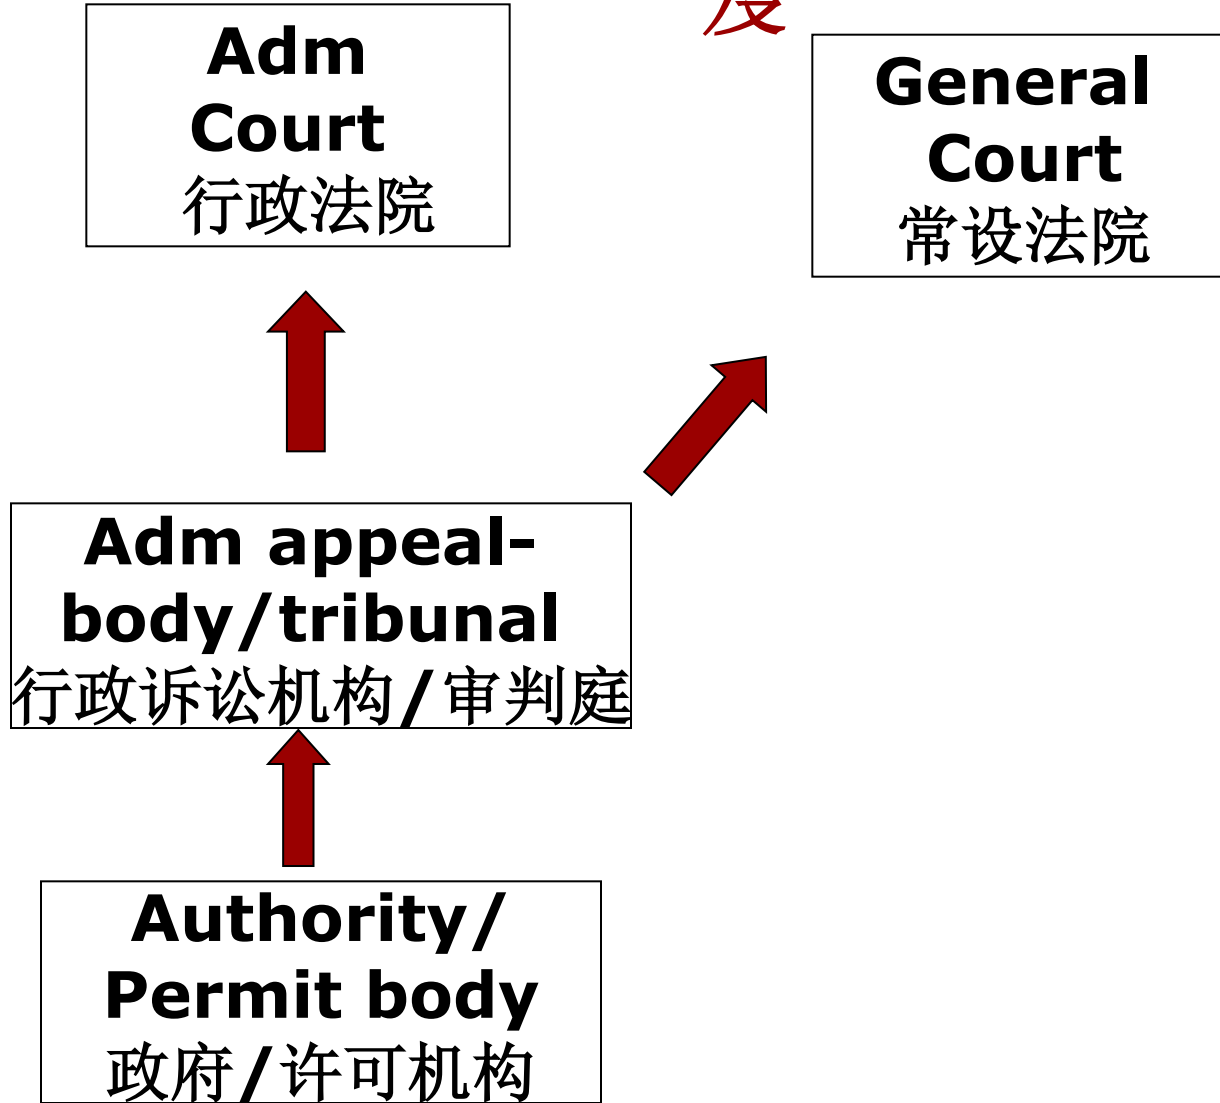 度
Adm
Court
行政法院
General
Court
常设法院
Adm appeal-
body/tribunal
行政诉讼机构/审判庭
Authority/
Permit body
政府/许可机构